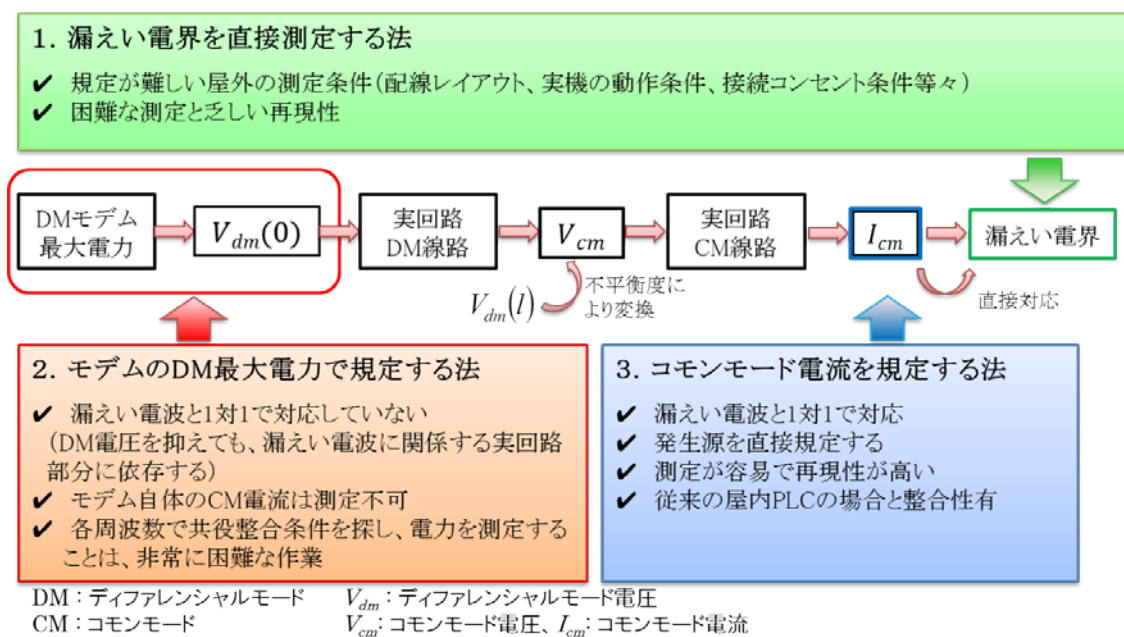 1. 漏えい電界を直接測定する法
✔ 規定が難しい屋外の測定条件(配線レイアウト、実機の動作条件、接続コンセント条件等々)
✔ 困難な測定と乏しい再現性
DMモデム
最大電力
V_{dm}(0)
実回路
DM線路
V_{cm}
実回路
CM線路
I_{cm}
漏えい電界
V_{dm}(l)
不平衡度に
より変換
直接対応
2. モデムのDM最大電力で規定する法
✔ 漏えい電波と1対1で対応していない
(DM電圧を抑えても、漏えい電波に関係する実回路
部分に依存する)
✔ モデム自体のCM電流は測定不可
✔ 各周波数で共役整合条件を探し、電力を測定する
ことは、非常に困難な作業
3. コモンモード電流を規定する法
✔ 漏えい電波と1対1で対応
✔ 発生源を直接規定する
✔ 測定が容易で再現性が高い
✔ 従来の屋内PLCの場合と整合性有
DM:ディファレンシャルモード V_{dm}:ディファレンシャルモード電圧
CM:コモンモード V_{cm}:コモンモード電圧、I_{cm}:コモンモード電流